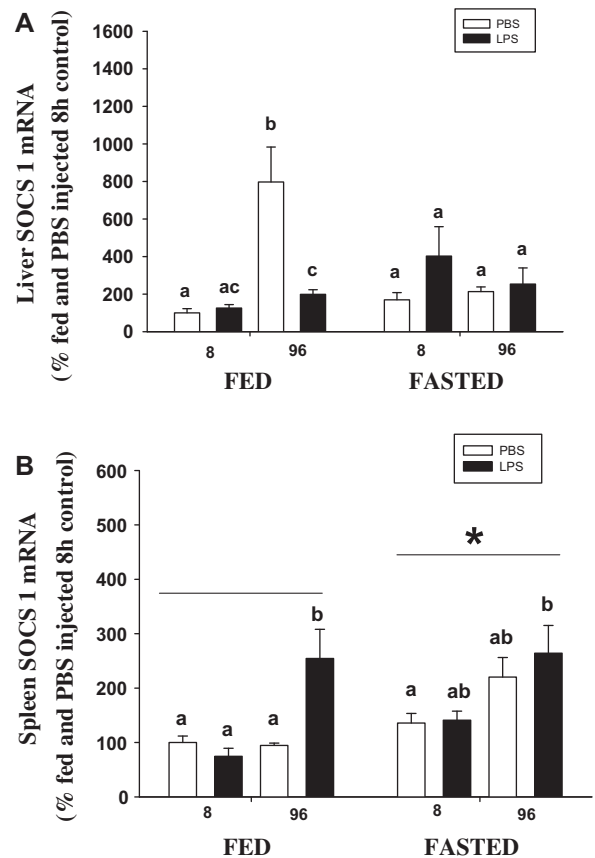 A
PBS
LPS
Liver SOCS 1 mRNA
(% fed and PBS injected 8h control)
1600
1400
1200
1000
800
600
400
200
0
a
ac
b
c
a
a
a
a
8
96
8
96
FED
FASTED
B
PBS
LPS
Spleen SOCS 1 mRNA
(% fed and PBS injected 8h control)
600
500
400
300
200
100
0
*
a
a
a
b
a
ab
ab
b
8
96
8
96
FED
FASTED